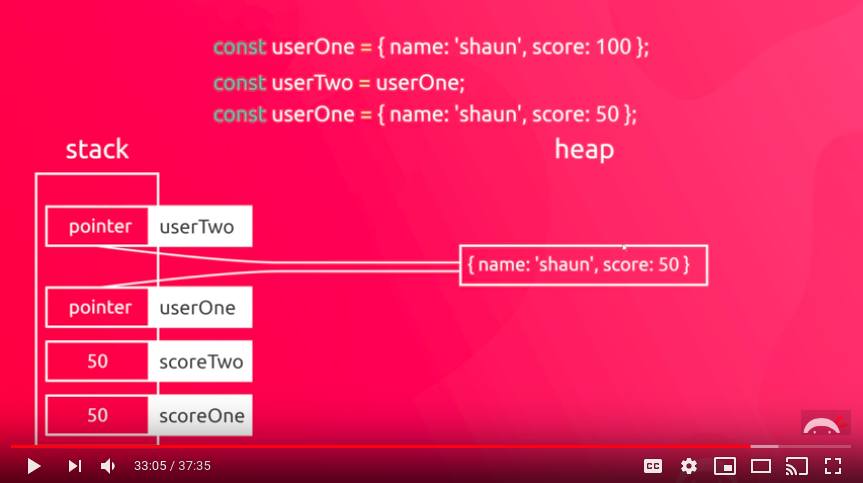 const userOne = { name: 'shaun', score: 100 };
const userTwo = userOne;
const userOne = { name: 'shaun', score: 50 };
stack
heap
pointer userTwo
{ name: 'shaun', score: 50 }
pointer userOne
50 scoreTwo
50 scoreOne
33:05 / 37:35
CC